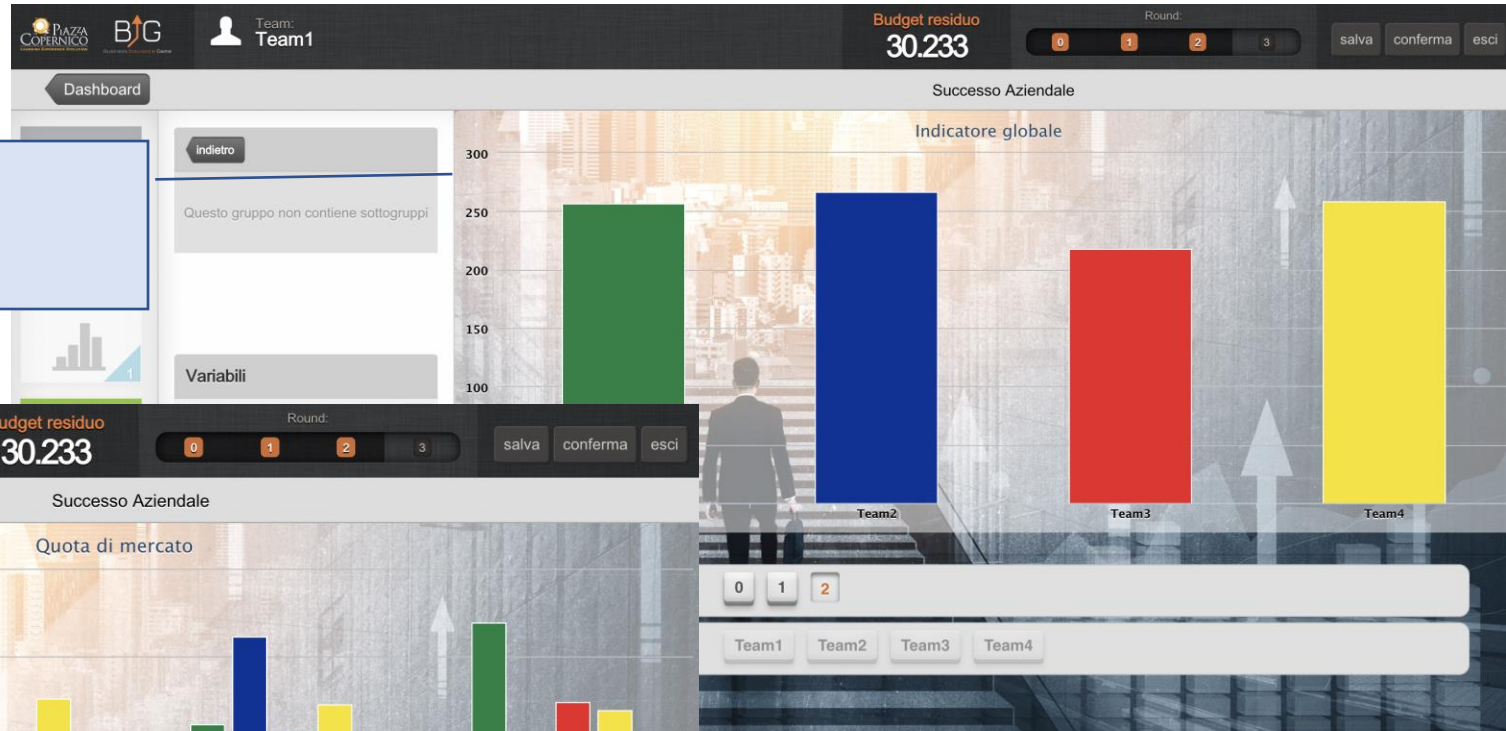 PIAZZA
COPERNICO
BIG
Team:
Team1
Budget residuo
30.233
Round:
0 1 2 3
salva conferma esci
Dashboard
Successo Aziendale
indietro
Questo gruppo non contiene sottogruppi
1
Variabili
Indicatore globale
300
250
200
150
100
Team2 Team3 Team4
0 1 2
Team1 Team2 Team3 Team4
udget residuo
30.233
Round:
0 1 2 3
salva conferma esci
Successo Aziendale
Quota di mercato